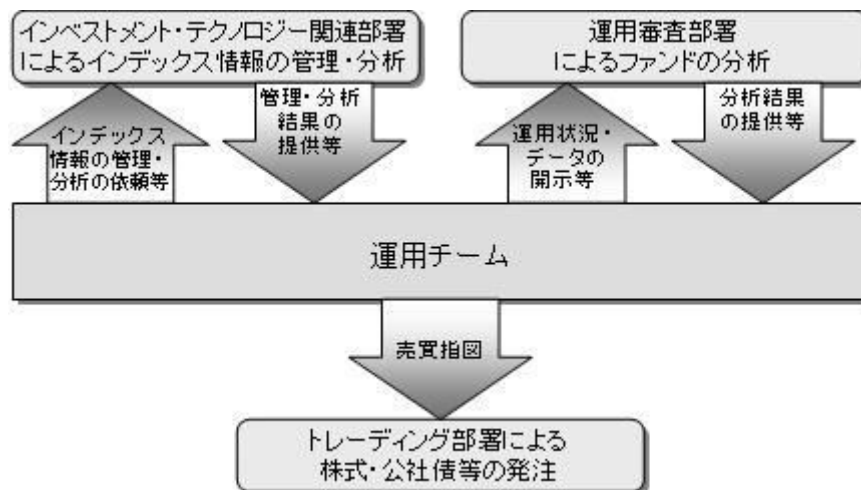 インベストメント・テクノロジー関連部署
によるインデックス情報の管理・分析
運用審査部署
によるファンドの分析
インデックス
情報の管理・
分析の依頼等
管理・分析
結果の
提供等
運用状況・
データの
開示等
分析結果
の提供等
運用チーム
売買指図
トレーディング部署による
株式・公社債等の発注